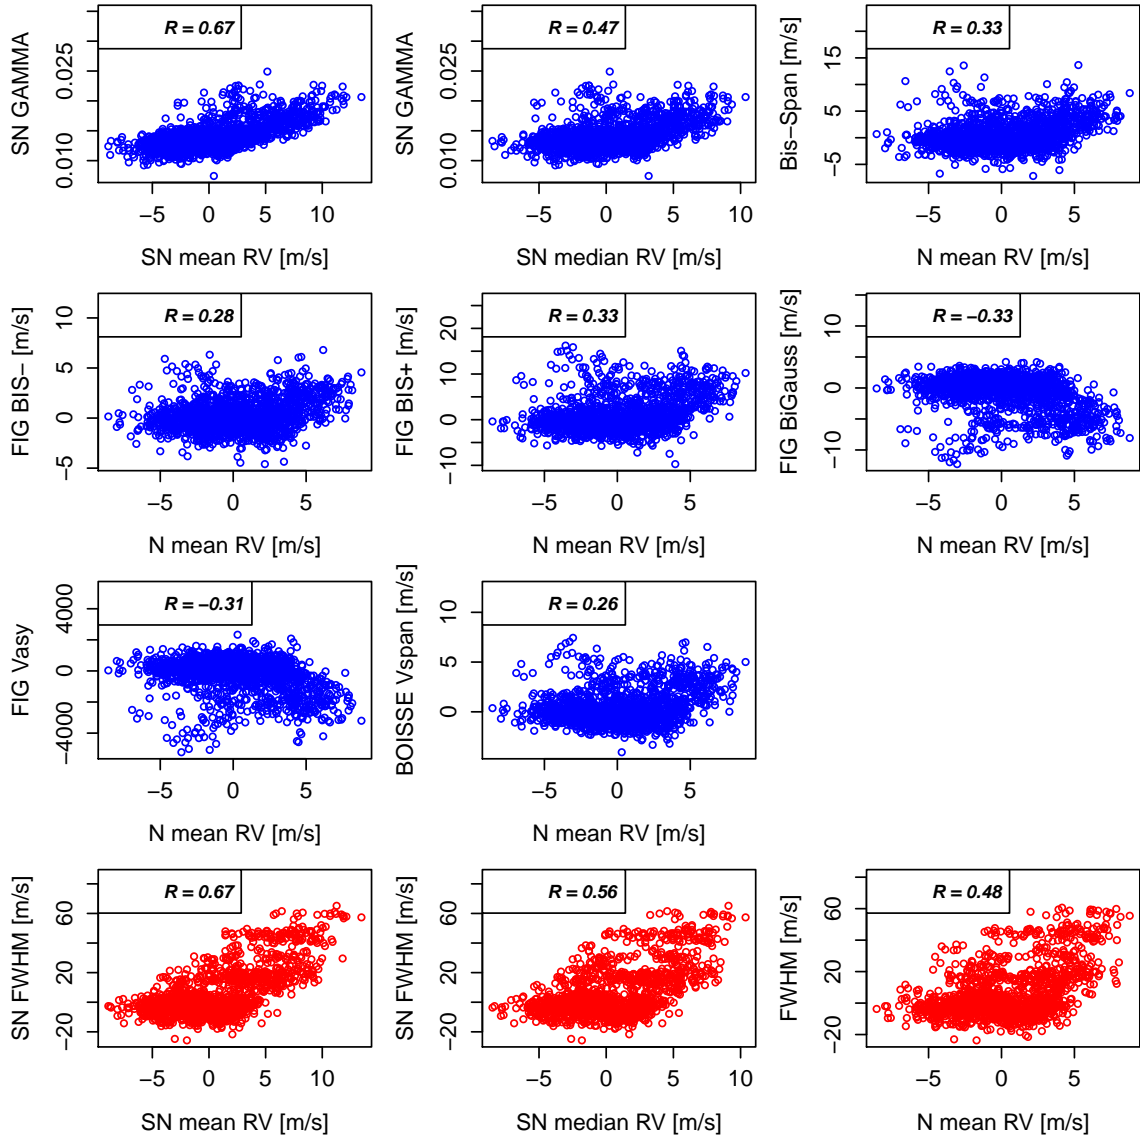 R = 0.67
SN GAMMA
0.010
0.025
−5
0
5
10
SN mean RV [m/s]
R = 0.47
SN GAMMA
0.010
0.025
−5
0
5
10
SN median RV [m/s]
R = 0.33
Bis−Span [m/s]
−5
5
15
−5
0
5
N mean RV [m/s]
R = 0.28
FIG BIS− [m/s]
−5
0
5
10
−5
0
5
N mean RV [m/s]
R = 0.33
FIG BIS+ [m/s]
−10
0
10
20
−5
0
5
N mean RV [m/s]
R = −0.33
FIG BiGauss [m/s]
−10
0
10
−5
0
5
N mean RV [m/s]
R = −0.31
FIG Vasy
−4000
0
4000
−5
0
5
N mean RV [m/s]
R = 0.26
BOISSE Vspan [m/s]
0
5
10
−5
0
5
N mean RV [m/s]
R = 0.67
SN FWHM [m/s]
−20
20
60
−5
0
5
10
SN mean RV [m/s]
R = 0.56
SN FWHM [m/s]
−20
20
60
−5
0
5
10
SN median RV [m/s]
R = 0.48
FWHM [m/s]
−20
20
60
−5
0
5
N mean RV [m/s]